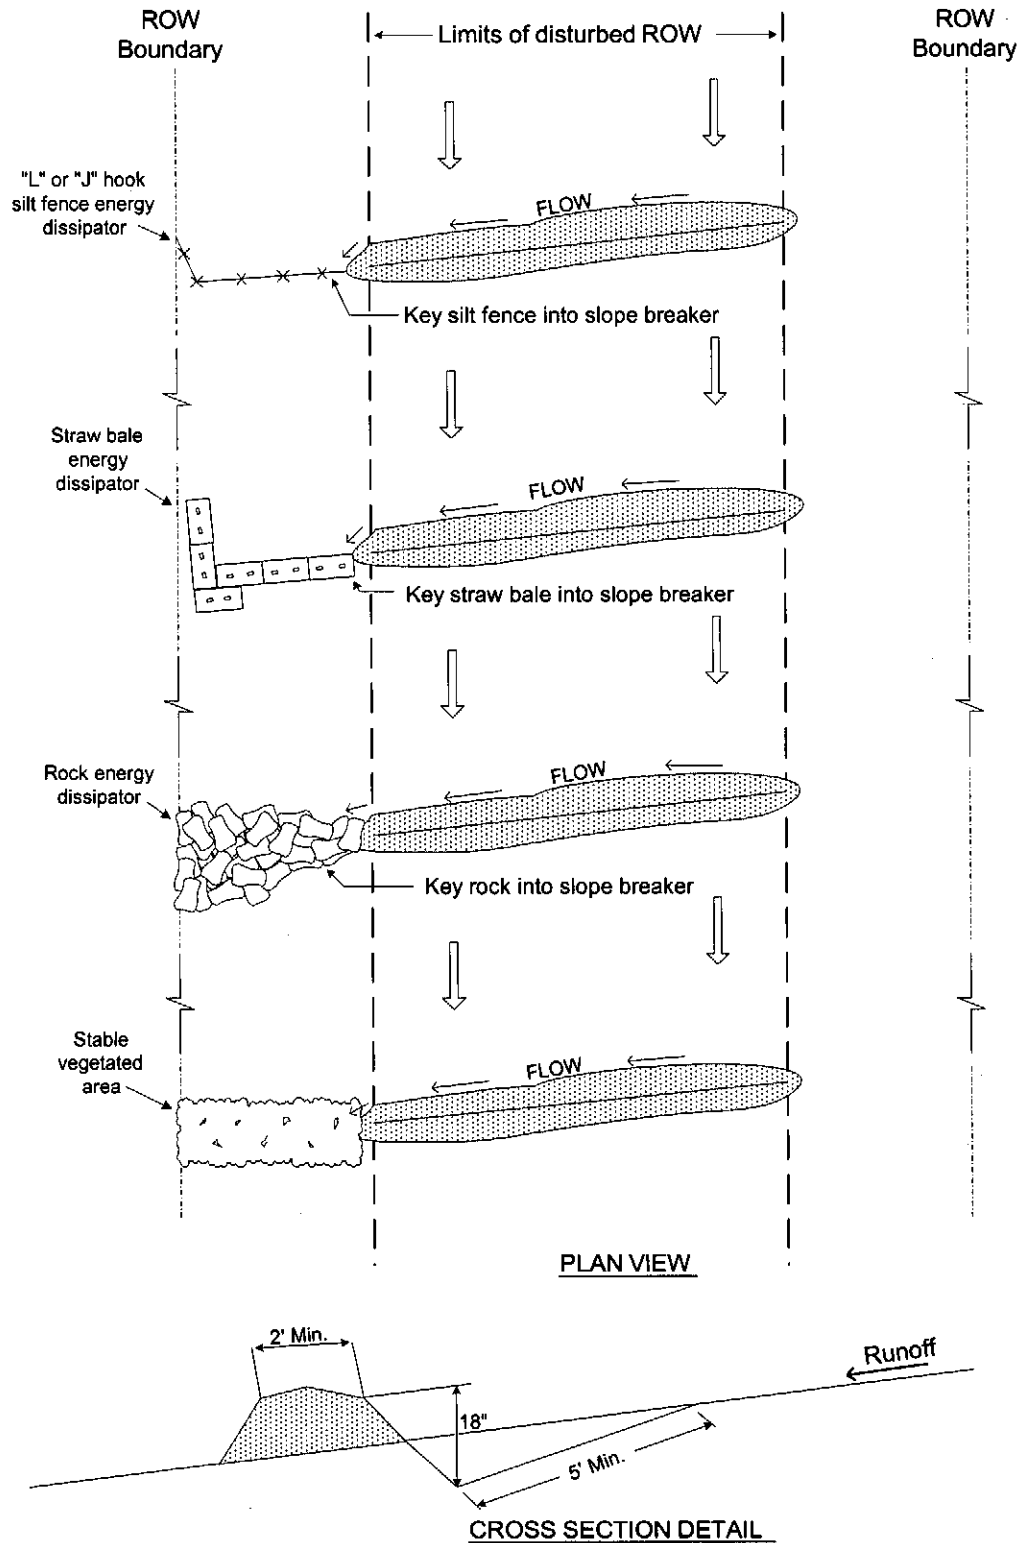 ROW
Boundary
Limits of disturbed ROW
ROW
Boundary
"L" or "J" hook
silt fence energy
dissipator
FLOW
Key silt fence into slope breaker
Straw bale
energy
dissipator
FLOW
Key straw bale into slope breaker
Rock energy
dissipator
FLOW
Key rock into slope breaker
Stable
vegetated
area
FLOW
PLAN VIEW
2' Min.
Runoff
18"
5' Min.
CROSS SECTION DETAIL